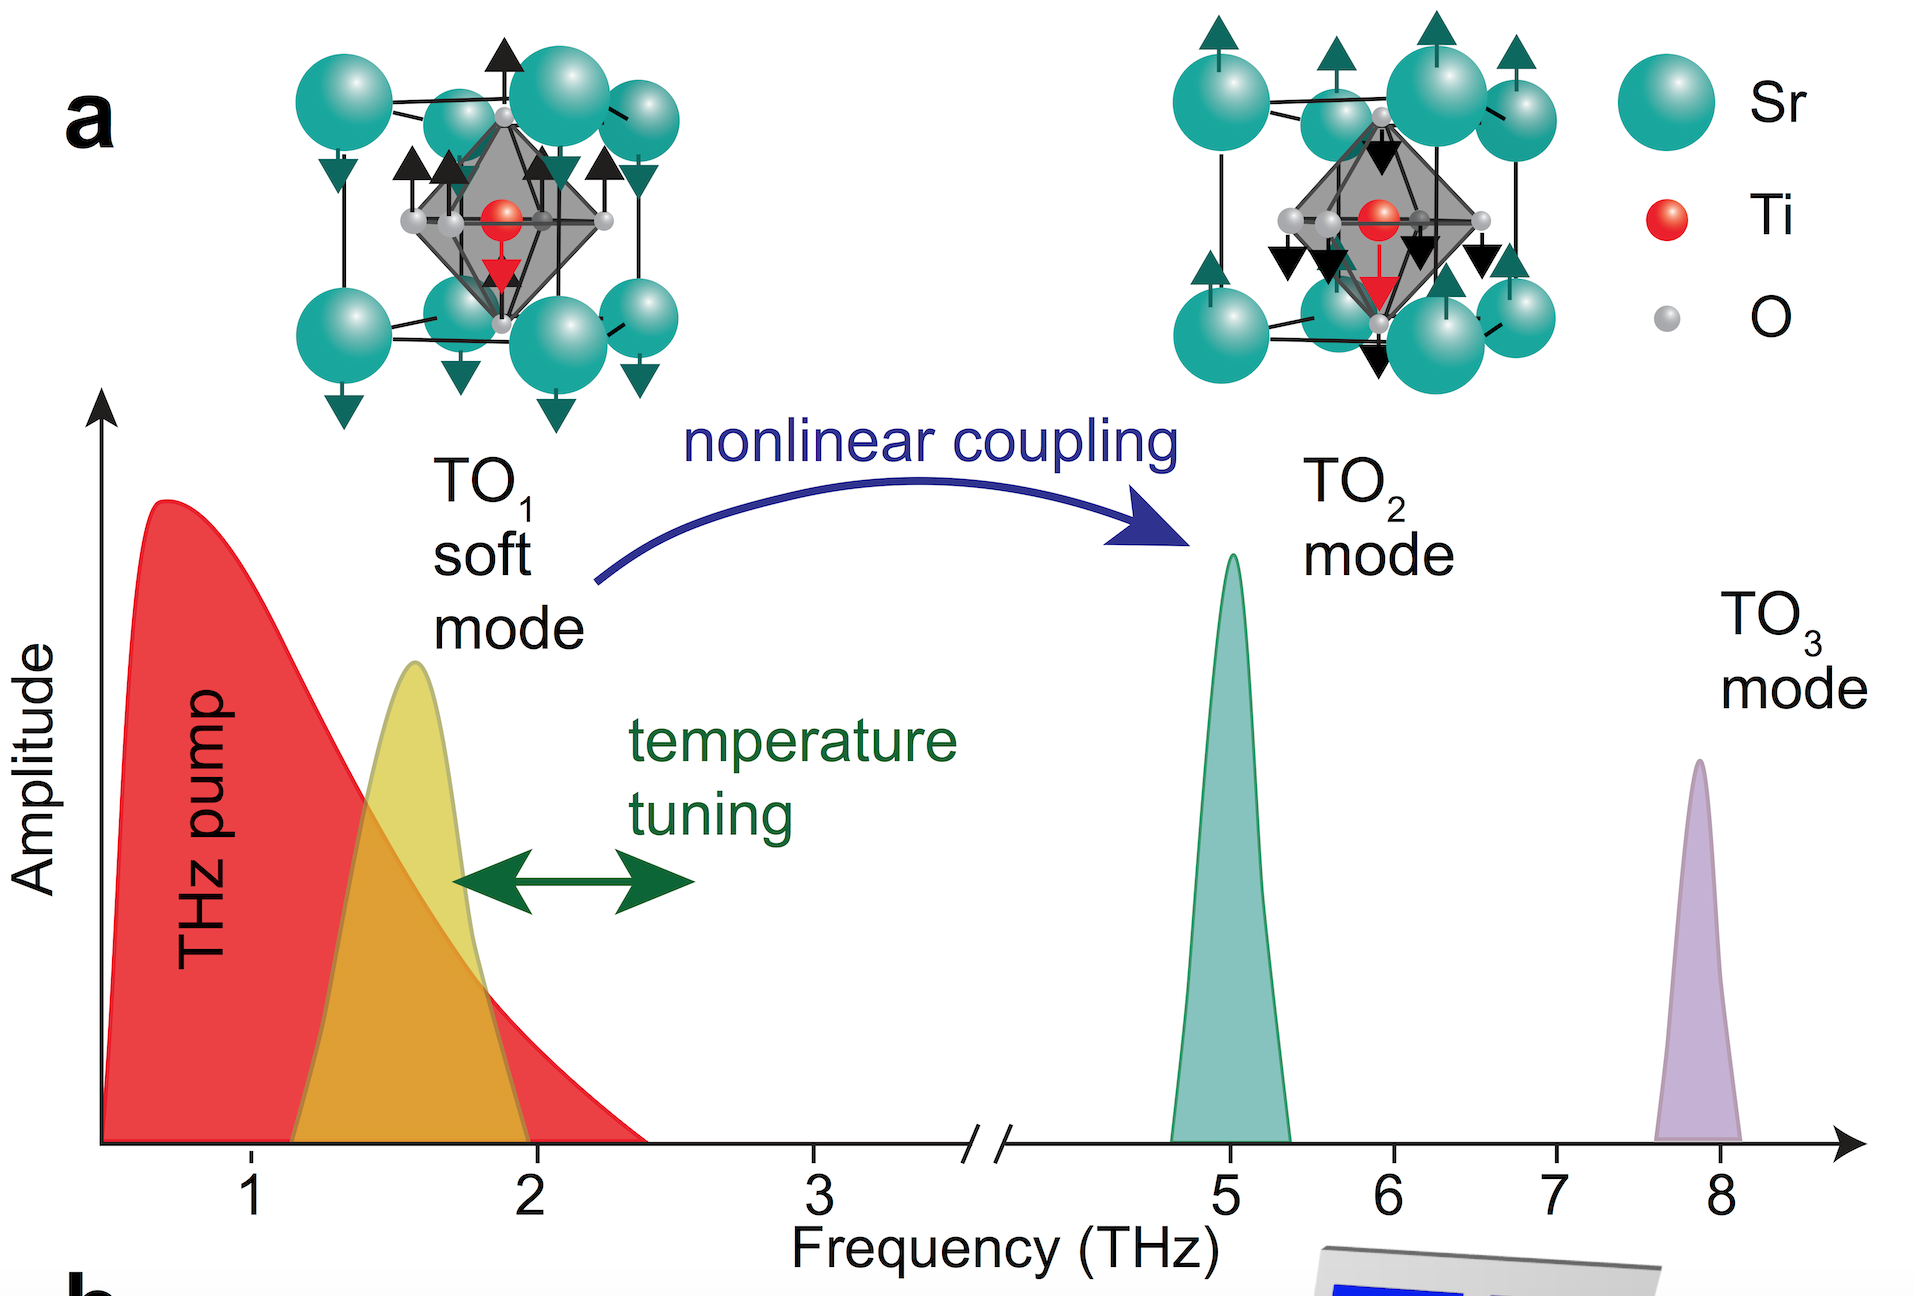 a
Sr
Ti
O
nonlinear coupling
TO1
soft
mode
TO2
mode
TO3
mode
temperature
tuning
THz pump
Amplitude
1
2
3
5
6
7
8
Frequency (THz)